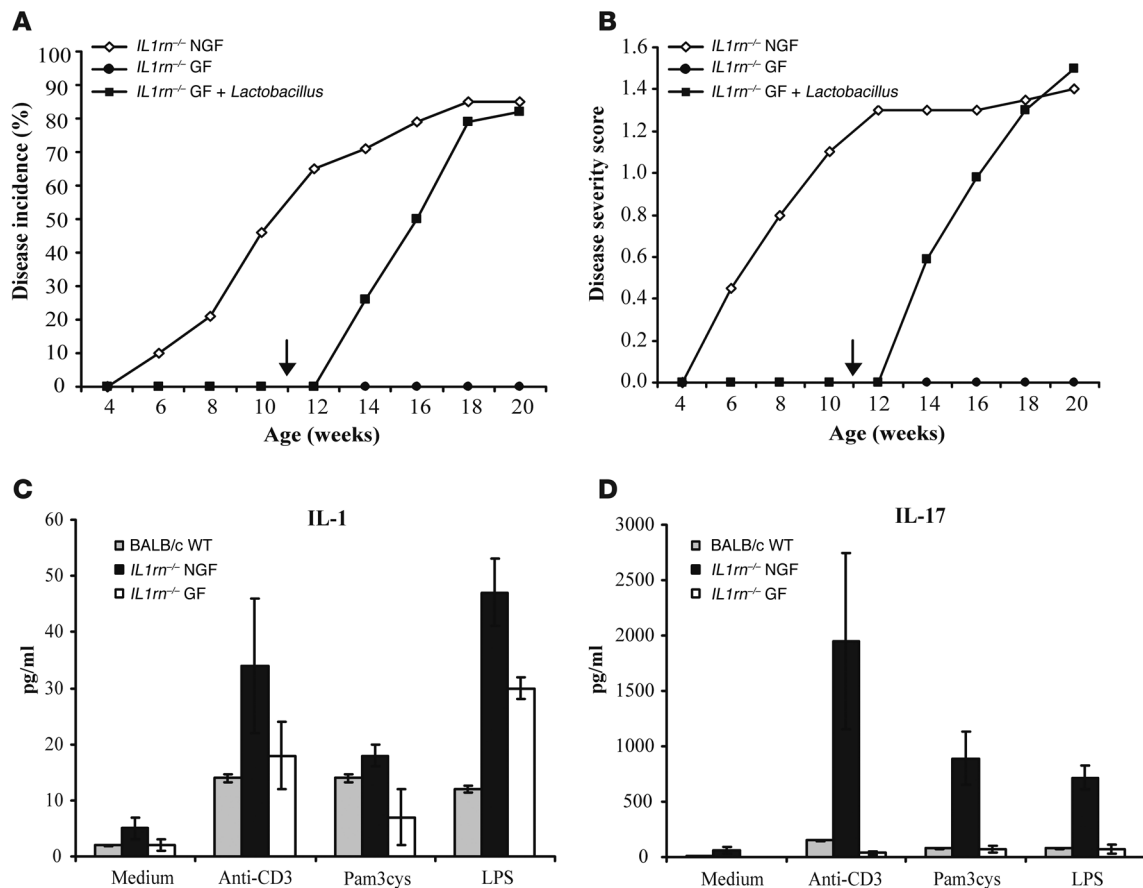 A
IL1rn–/– NGF
IL1rn–/– GF
IL1rn–/– GF + Lactobacillus
Disease incidence (%)
100
90
80
70
60
50
40
30
20
10
0
4 6 8 10 12 14 16 18 20
Age (weeks)
B
IL1rn–/– NGF
IL1rn–/– GF
IL1rn–/– GF + Lactobacillus
Disease severity score
1.6
1.4
1.2
1.0
0.8
0.6
0.4
0.2
0.0
4 6 8 10 12 14 16 18 20
Age (weeks)
C
IL-1
BALB/c WT
IL1rn–/– NGF
IL1rn–/– GF
pg/ml
60
50
40
30
20
10
0
Medium Anti-CD3 Pam3cys LPS
D
IL-17
BALB/c WT
IL1rn–/– NGF
IL1rn–/– GF
pg/ml
3000
2500
2000
1500
1000
500
0
Medium Anti-CD3 Pam3cys LPS